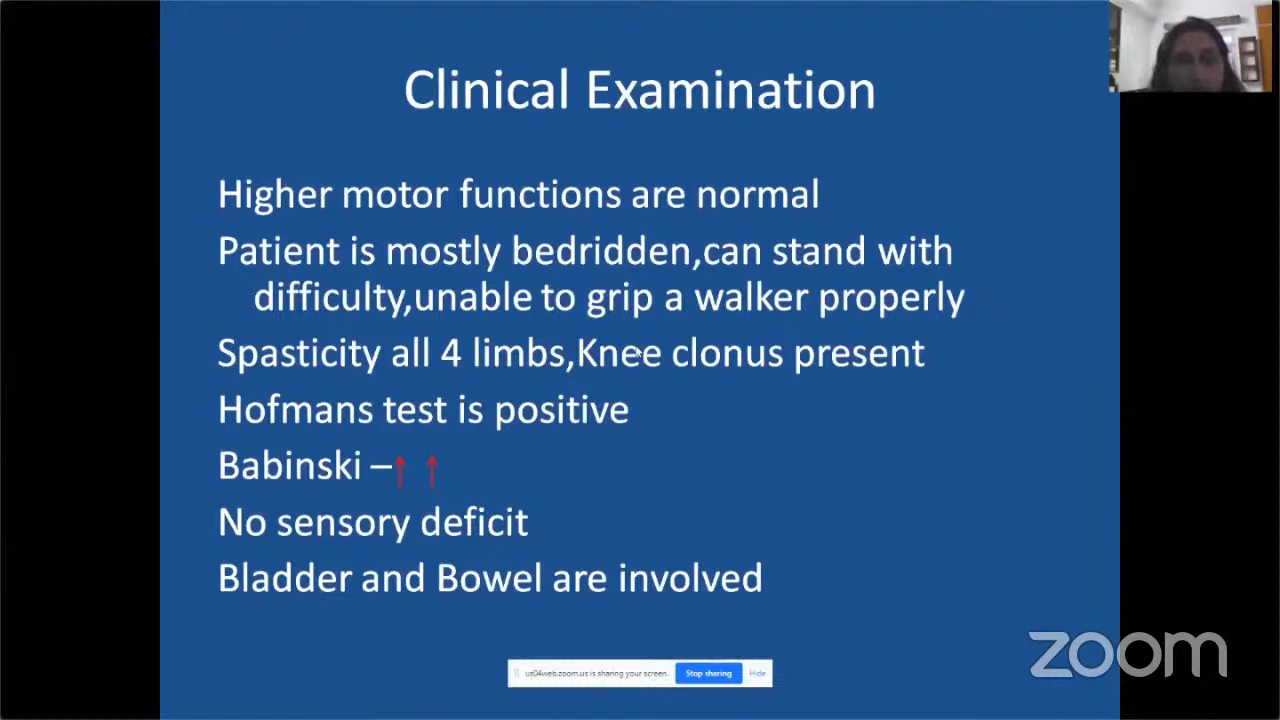 Clinical Examination
Higher motor functions are normal
Patient is mostly bedridden,can stand with
difficulty,unable to grip a walker properly
Spasticity all 4 limbs,Knee clonus present
Hofmans test is positive
Babinski –↑ ↑
No sensory deficit
Bladder and Bowel are involved
zoom
us04web.zoom.us is sharing your screen. Stop sharing Hide